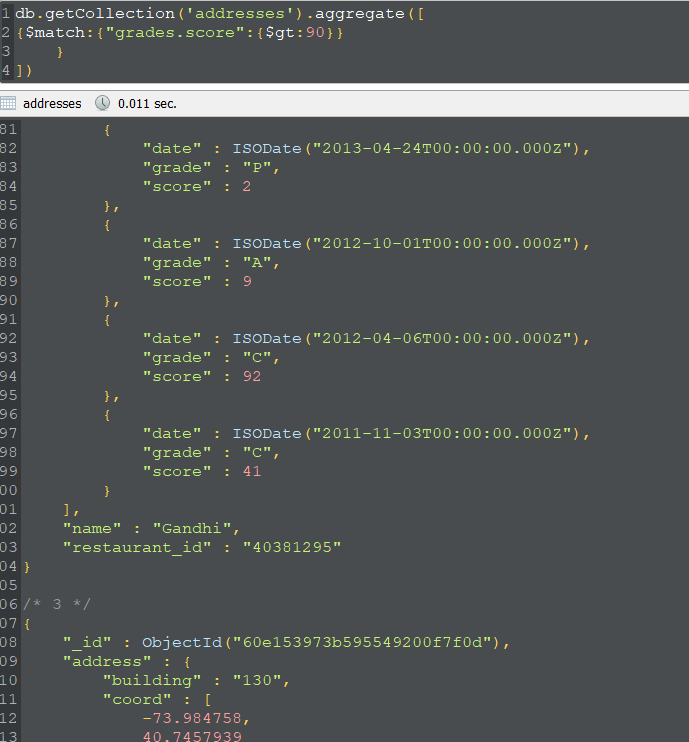 1 db.getCollection('addresses').aggregate([
2 {$match:{"grades.score":{$gt:90}}
3     }
4 ])
addresses 0.011 sec.
81         {
82             "date" : ISODate("2013-04-24T00:00:00.000Z"),
83             "grade" : "P",
84             "score" : 2
85         },
86         {
87             "date" : ISODate("2012-10-01T00:00:00.000Z"),
88             "grade" : "A",
89             "score" : 9
90         },
91         {
92             "date" : ISODate("2012-04-06T00:00:00.000Z"),
93             "grade" : "C",
94             "score" : 92
95         },
96         {
97             "date" : ISODate("2011-11-03T00:00:00.000Z"),
98             "grade" : "C",
99             "score" : 41
00         }
01     ],
02     "name" : "Gandhi",
03     "restaurant_id" : "40381295"
04 }
05
06 /* 3 */
07 {
08     "_id" : ObjectId("60e153973b595549200f7f0d"),
09     "address" : {
10         "building" : "130",
11         "coord" : [
12             -73.984758,
13             40.7457939